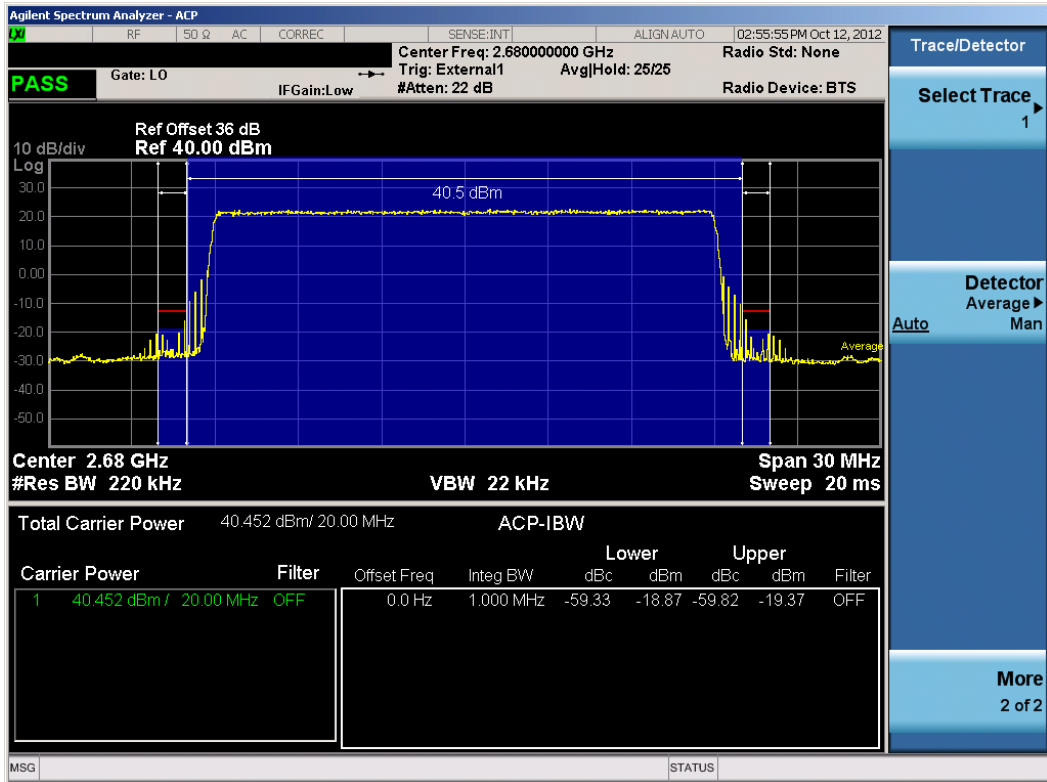 Agilent Spectrum Analyzer - ACP
LXI RF 50 Ω AC CORREC SENSE:INT ALIGN AUTO 02:55:55 PM Oct 12, 2012
Center Freq: 2.680000000 GHz Radio Std: None
Trig: External1 Avg|Hold: 25/25
#Atten: 22 dB Radio Device: BTS
PASS Gate: LO IFGain:Low
Ref Offset 36 dB
10 dB/div Ref 40.00 dBm
Log
30.0
20.0
10.0
0.00
-10.0
-20.0
-30.0
-40.0
-50.0
40.5 dBm
Average
Center 2.68 GHz Span 30 MHz
#Res BW 220 kHz VBW 22 kHz Sweep 20 ms
Total Carrier Power 40.452 dBm/ 20.00 MHz ACP-IBW
Lower Upper
Carrier Power Filter Offset Freq Integ BW dBc dBm dBc dBm Filter
1 40.452 dBm / 20.00 MHz OFF 0.0 Hz 1.000 MHz -59.33 -18.87 -59.82 -19.37 OFF
MSG STATUS
Trace/Detector
Select Trace
1
Detector
Average
Auto Man
More
2 of 2